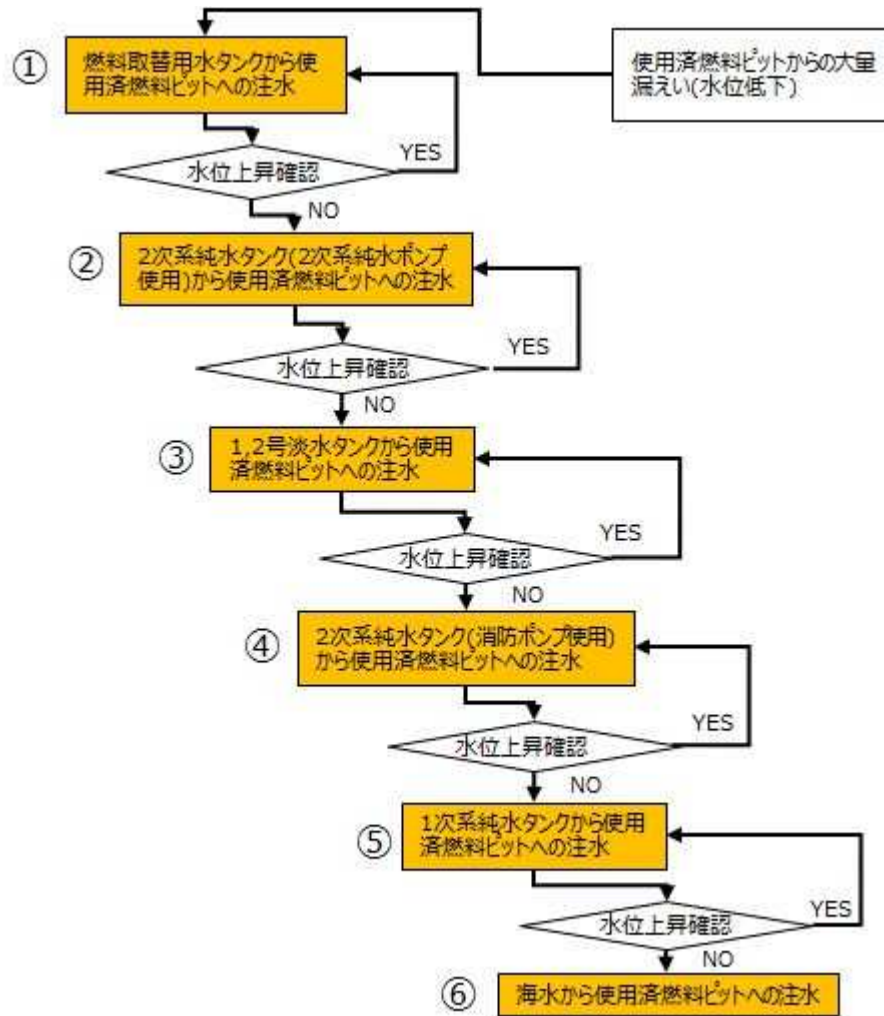 使用済燃料ピットからの大量
漏えい(水位低下)
①
燃料取替用水タンクから使
用済燃料ピットへの注水
YES
水位上昇確認
NO
②
2次系純水タンク(2次系純水ポンプ
使用)から使用済燃料ピットへの注水
YES
水位上昇確認
NO
③
1,2号淡水タンクから使用
済燃料ピットへの注水
YES
水位上昇確認
NO
④
2次系純水タンク(消防ポンプ使用)
から使用済燃料ピットへの注水
YES
水位上昇確認
NO
⑤
1次系純水タンクから使用
済燃料ピットへの注水
YES
水位上昇確認
NO
⑥
海水から使用済燃料ピットへの注水